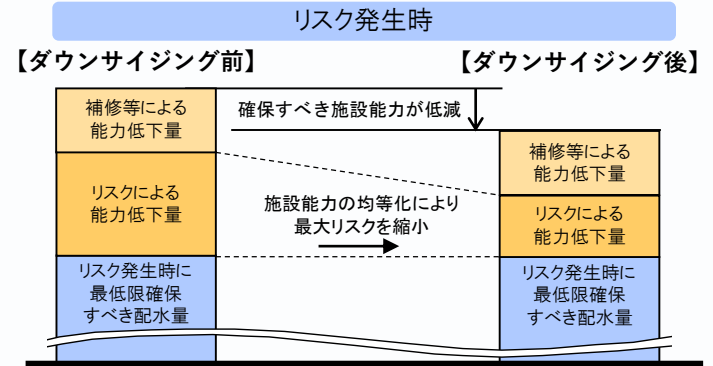 リスク発生時
【ダウンサイジング前】
【ダウンサイジング後】
補修等による
能力低下量
確保すべき施設能力が低減
補修等による
能力低下量
リスクによる
能力低下量
施設能力の均等化により
最大リスクを縮小
リスクによる
能力低下量
リスク発生時に
最低限確保
すべき配水量
リスク発生時に
最低限確保
すべき配水量